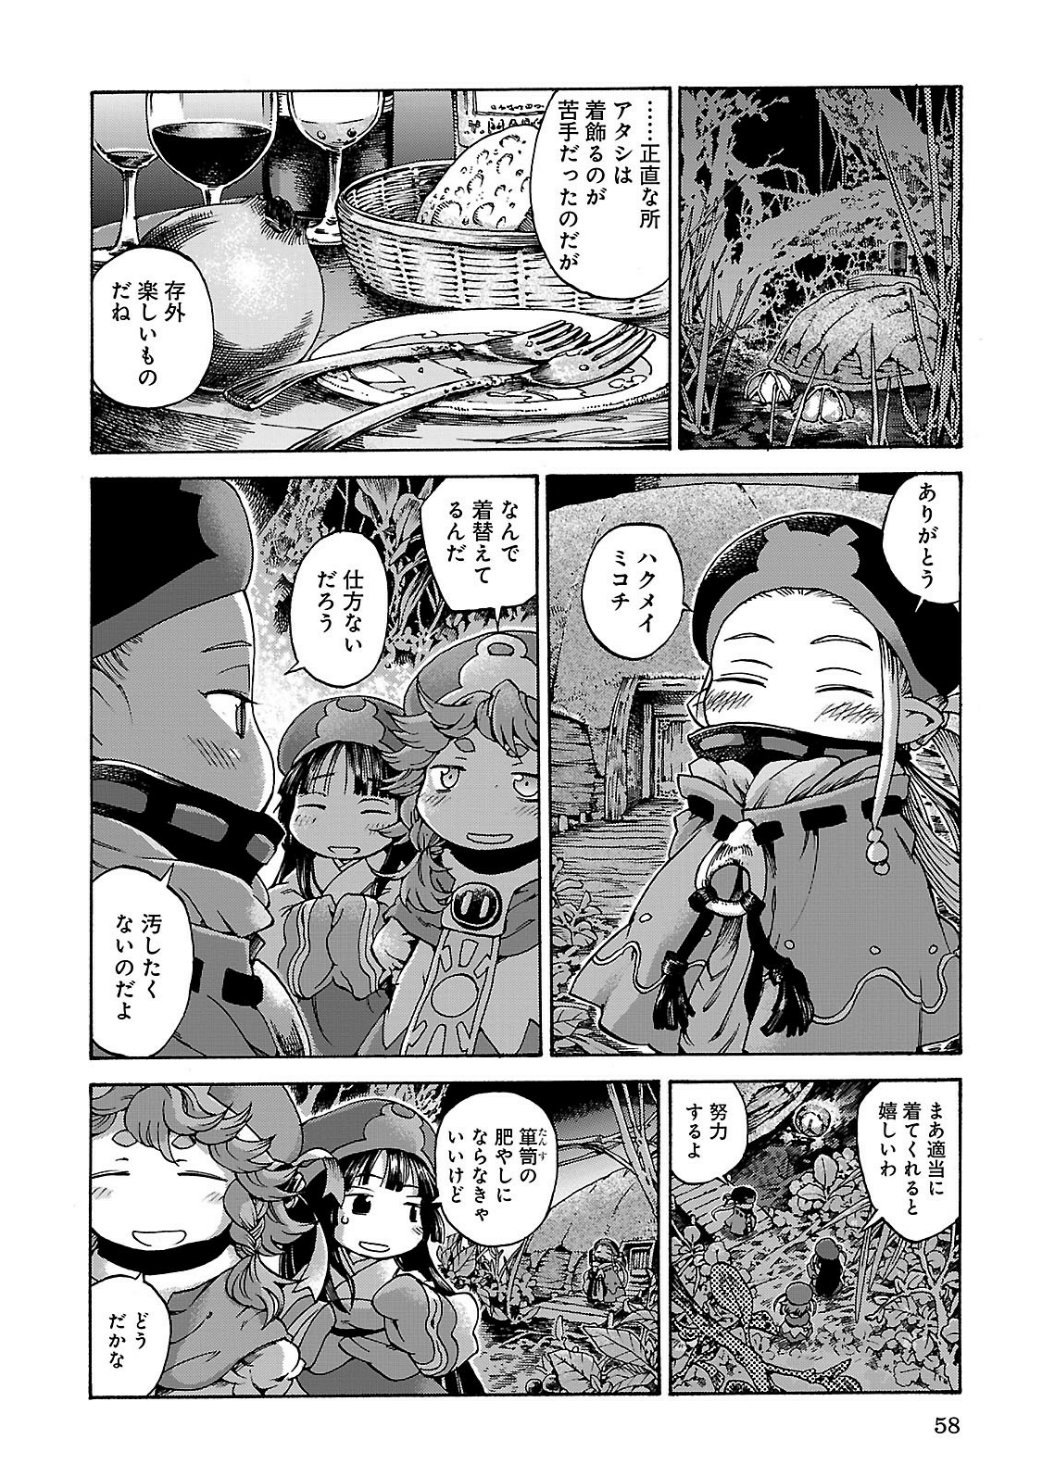 ……正直な所
アタシは
着飾るのが
苦手だったのだが
存外
楽しいもの
だね
ありがとう
ハクメイ
ミコチ
なんで
着替えて
るんだ
仕方ない
だろう
汚したく
ないのだよ
まあ適当に
着てくれると
嬉しいわ
努力
するよ
箪笥の
たんす
肥やしに
ならなきゃ
いいけど
どう
だかな
58